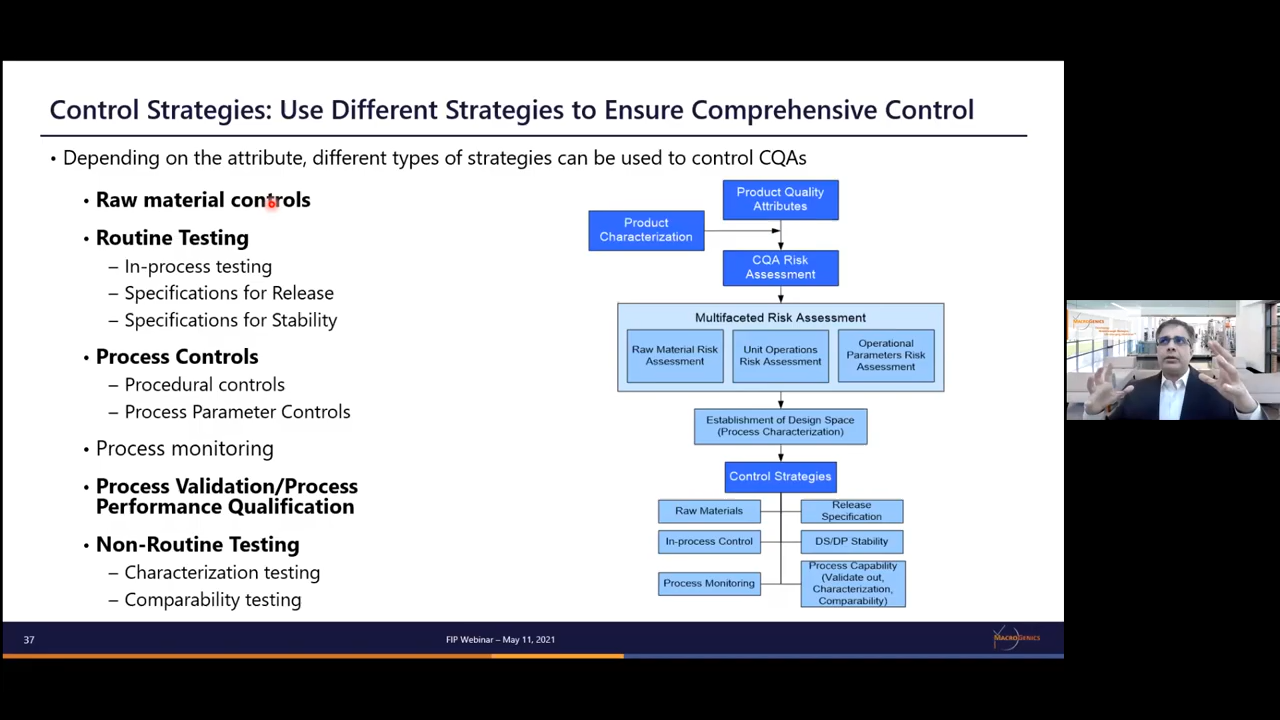 Control Strategies: Use Different Strategies to Ensure Comprehensive Control
• Depending on the attribute, different types of strategies can be used to control CQAs
• Raw material controls
• Routine Testing
– In-process testing
– Specifications for Release
– Specifications for Stability
• Process Controls
– Procedural controls
– Process Parameter Controls
• Process monitoring
• Process Validation/Process
Performance Qualification
• Non-Routine Testing
– Characterization testing
– Comparability testing
Product Quality
Attributes
Product
Characterization
CQA Risk
Assessment
Multifaceted Risk Assessment
Raw Material Risk
Assessment
Unit Operations
Risk Assessment
Operational
Parameters Risk
Assessment
Establishment of Design Space
(Process Characterization)
Control Strategies
Raw Materials
Release
Specification
In-process Control
DS/DP Stability
Process Monitoring
Process Capability
(Validate out,
Characterization,
Comparability)
37
FIP Webinar – May 11, 2021
MACROGENICS
MACROGENICS